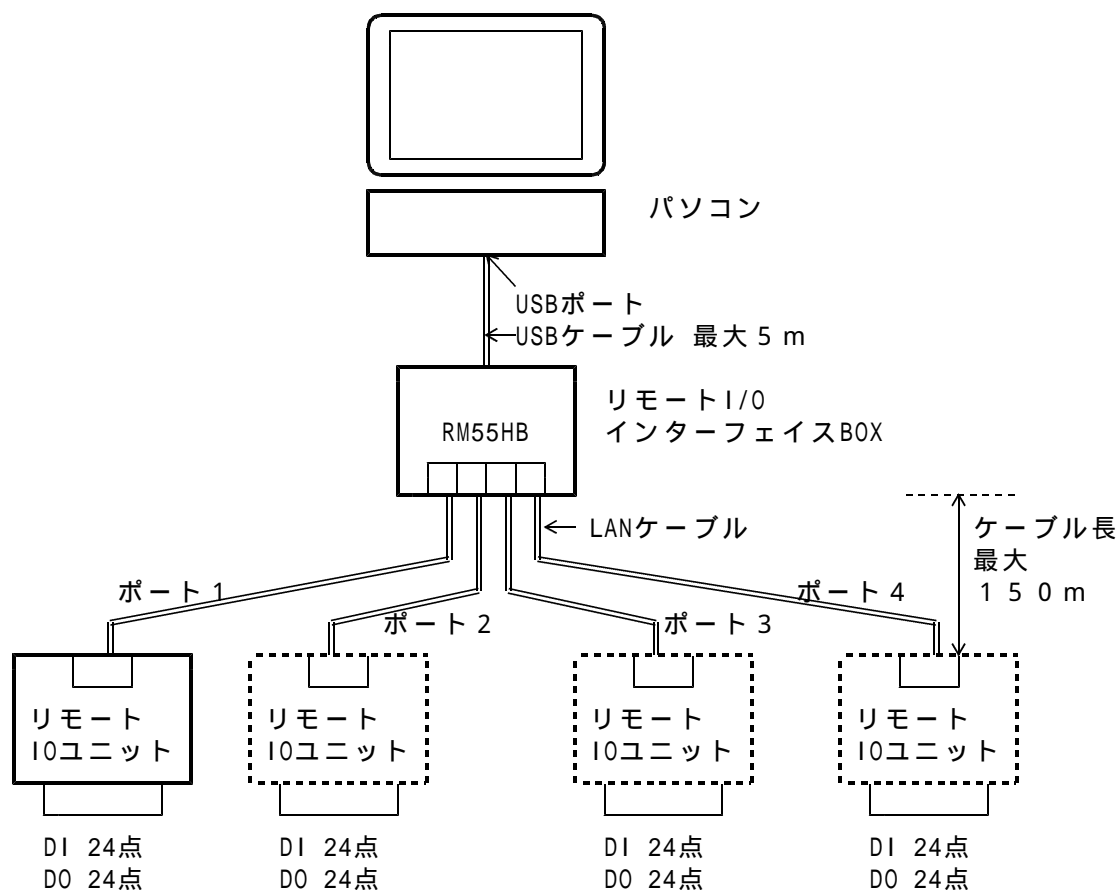 パソコン
USBポート
USBケーブル 最大5m
リモートI/O
インターフェイスBOX
RM55HB
LANケーブル
ケーブル長
最大
150m
ポート1
ポート2
ポート3
ポート4
リモート
IOユニット
リモート
IOユニット
リモート
IOユニット
リモート
IOユニット
DI 24点
DO 24点
DI 24点
DO 24点
DI 24点
DO 24点
DI 24点
DO 24点